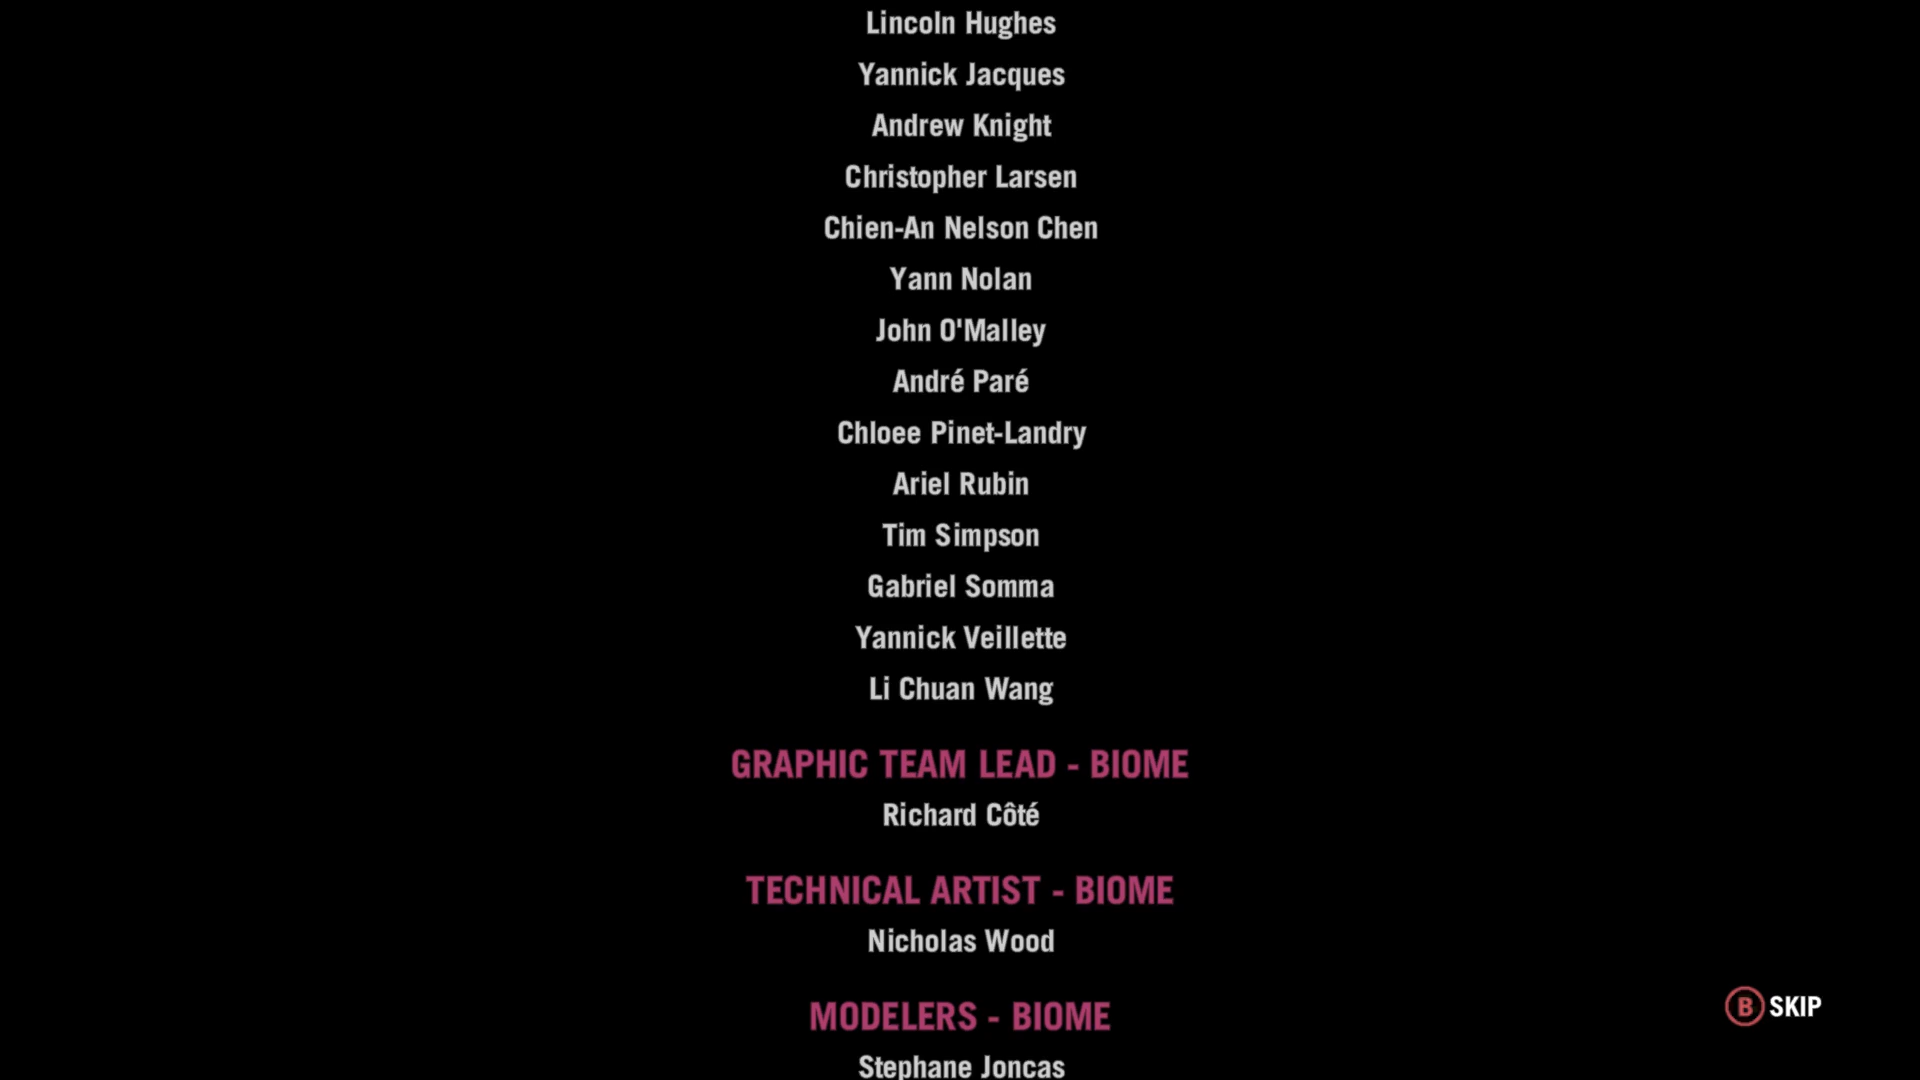 Lincoln Hughes
Yannick Jacques
Andrew Knight
Christopher Larsen
Chien-An Nelson Chen
Yann Nolan
John O'Malley
André Paré
Chloee Pinet-Landry
Ariel Rubin
Tim Simpson
Gabriel Somma
Yannick Veillette
Li Chuan Wang
GRAPHIC TEAM LEAD - BIOME
Richard Côté
TECHNICAL ARTIST - BIOME
Nicholas Wood
MODELERS - BIOME
Stephane Joncas
B SKIP